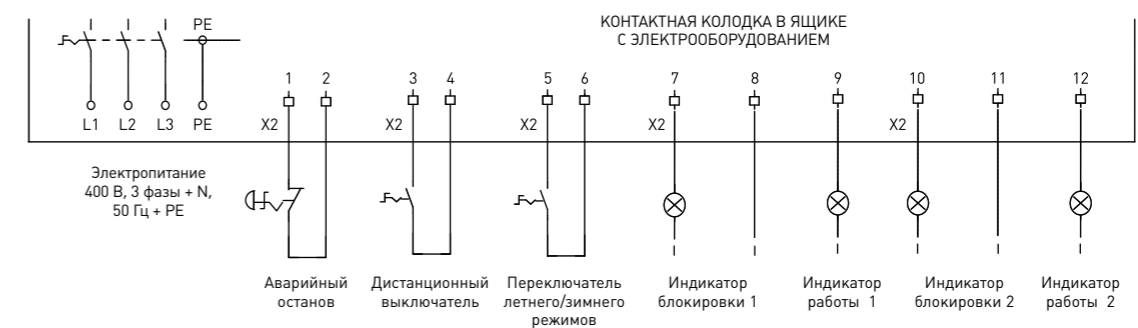 КОНТАКТНАЯ КОЛОДКА В ЯЩИКЕ
С ЭЛЕКТРООБОРУДОВАНИЕМ
PE
1 2 3 4 5 6 7 8 9 10 11 12
L1 L2 L3 PE X2 X2 X2 X2 X2
Электропитание
400 В, 3 фазы + N,
50 Гц + PE
Аварийный
останов
Дистанционный
выключатель
Переключатель
летнего/зимнего
режимов
Индикатор
блокировки 1
Индикатор
работы 1
Индикатор
блокировки 2
Индикатор
работы 2